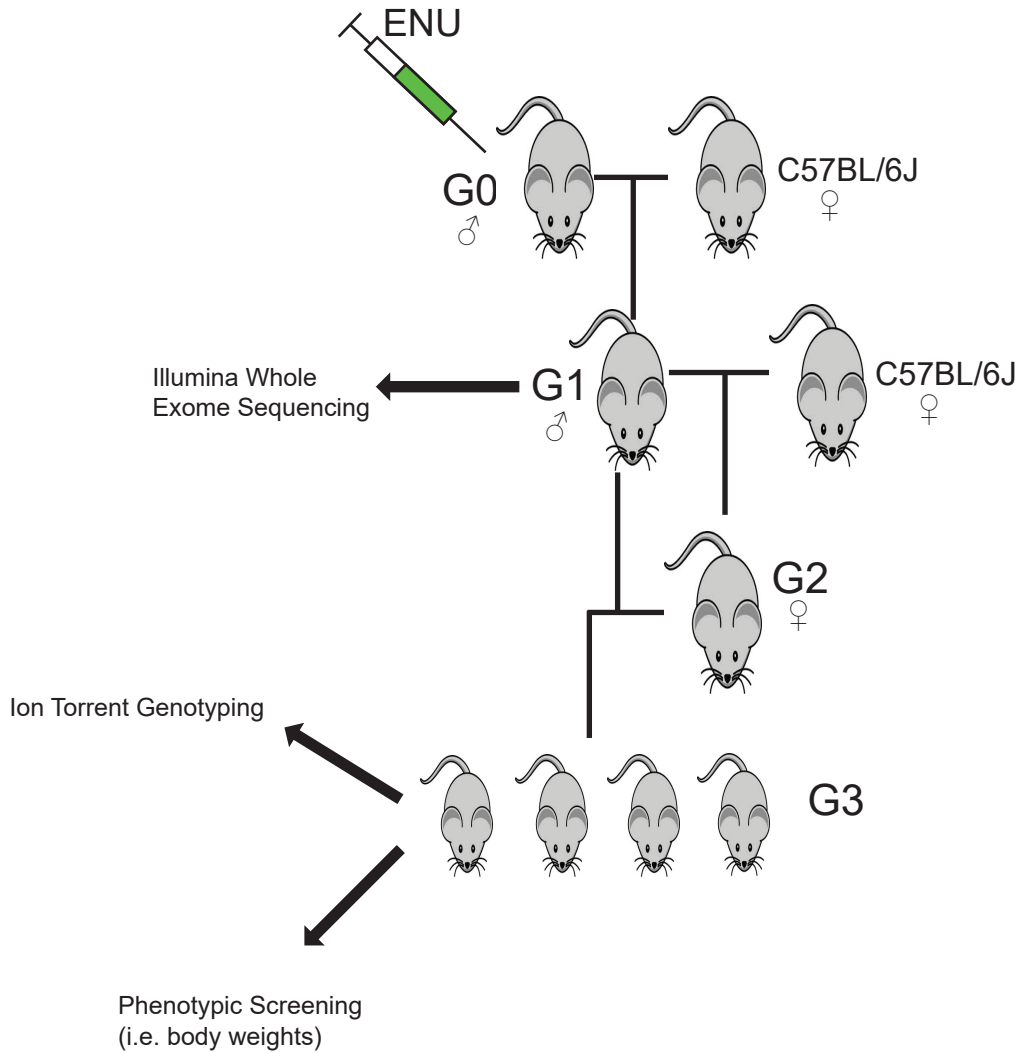 ENU
G0
♂
C57BL/6J
♀
Illumina Whole
Exome Sequencing
G1
♂
C57BL/6J
♀
G2
♀
Ion Torrent Genotyping
G3
Phenotypic Screening
(i.e. body weights)